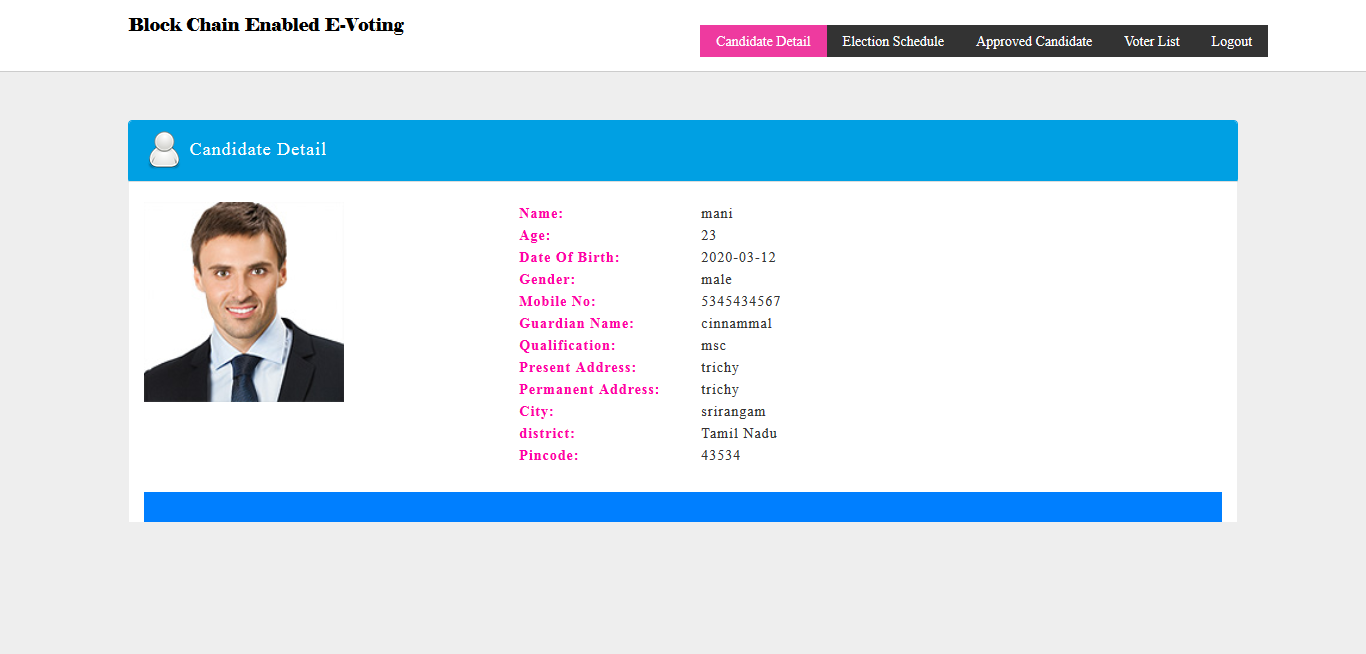 Block Chain Enabled E-Voting
Candidate Detail Election Schedule Approved Candidate Voter List Logout
Candidate Detail
Name: mani
Age: 23
Date Of Birth: 2020-03-12
Gender: male
Mobile No: 5345434567
Guardian Name: cinnammal
Qualification: msc
Present Address: trichy
Permanent Address: trichy
City: srirangam
district: Tamil Nadu
Pincode: 43534